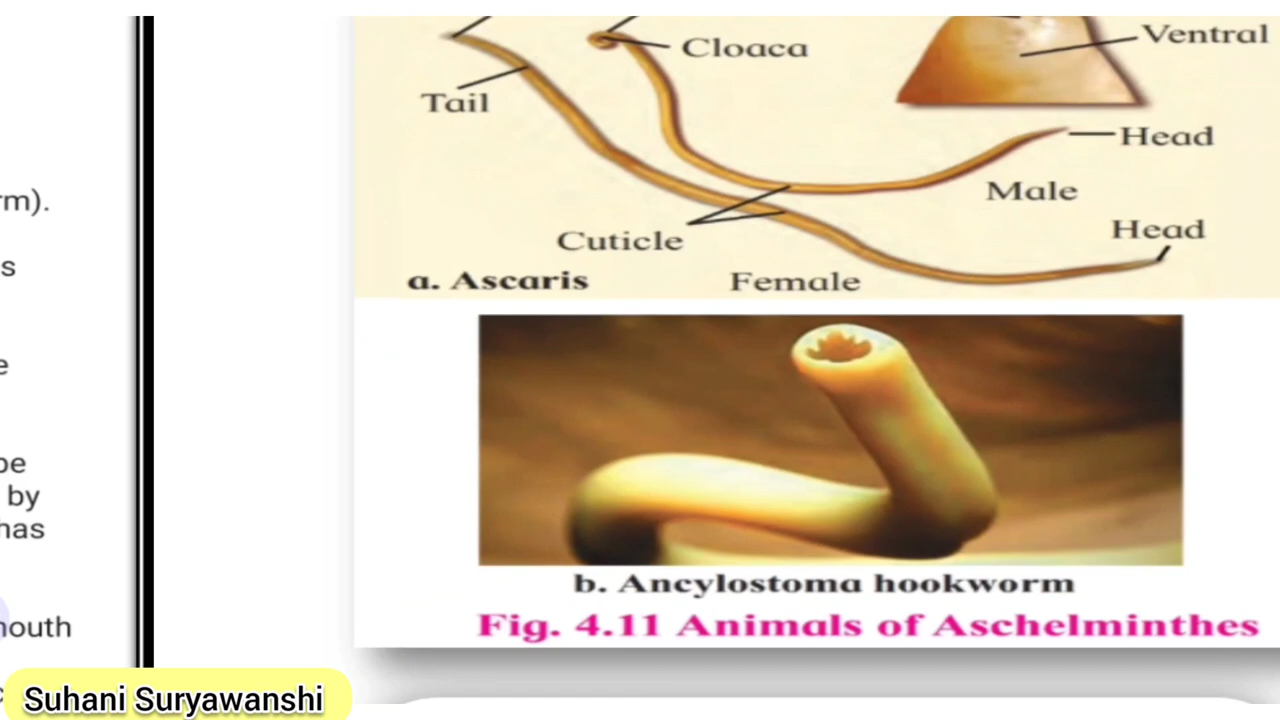 Cloaca
Ventral
Tail
Head
Male
Head
Cuticle
a. Ascaris
Female
rm).
s
e
be
by
has
mouth
b. Ancylostoma hookworm
Fig. 4.11 Animals of Aschelminthes
Suhani Suryawanshi